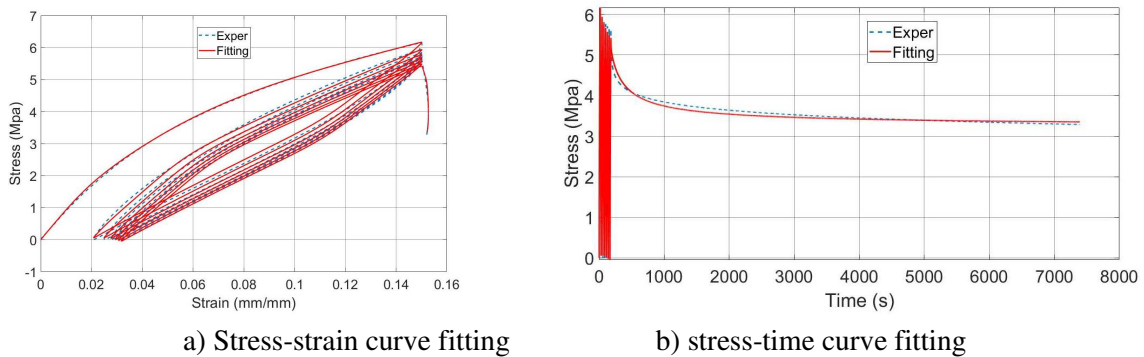 7
6
5
4
3
2
1
0
-1
Stress (Mpa)
Exper
Fitting
0 0.02 0.04 0.06 0.08 0.1 0.12 0.14 0.16
Strain (mm/mm)
a) Stress-strain curve fitting
6
5
4
3
2
1
0
Stress (Mpa)
Exper
Fitting
0 1000 2000 3000 4000 5000 6000 7000 8000
Time (s)
b) stress-time curve fitting